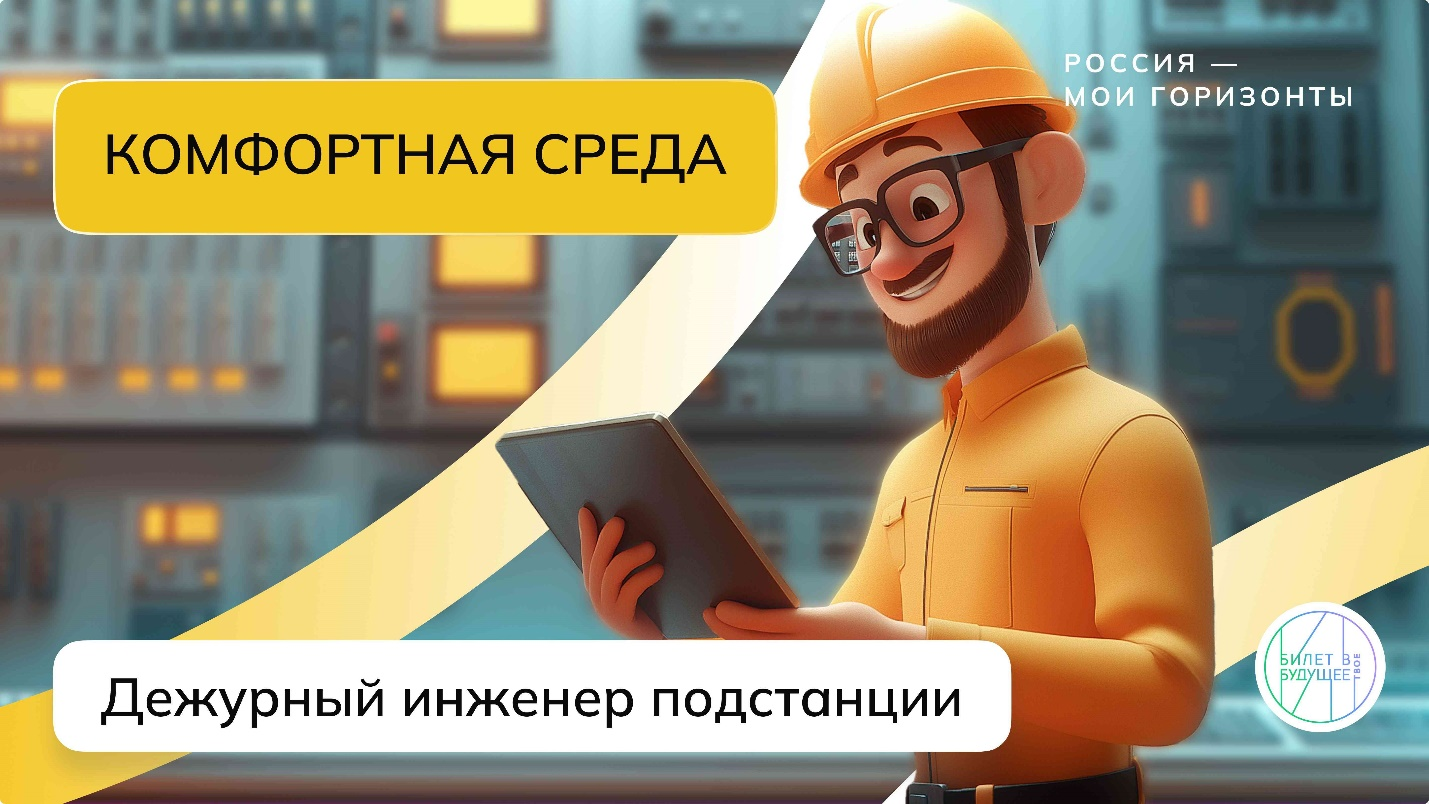 РОССИЯ —
МОИ ГОРИЗОНТЫ
КОМФОРТНАЯ СРЕДА
Дежурный инженер подстанции
БИЛЕТ В
БУДУЩЕЕ
ТВОЕ